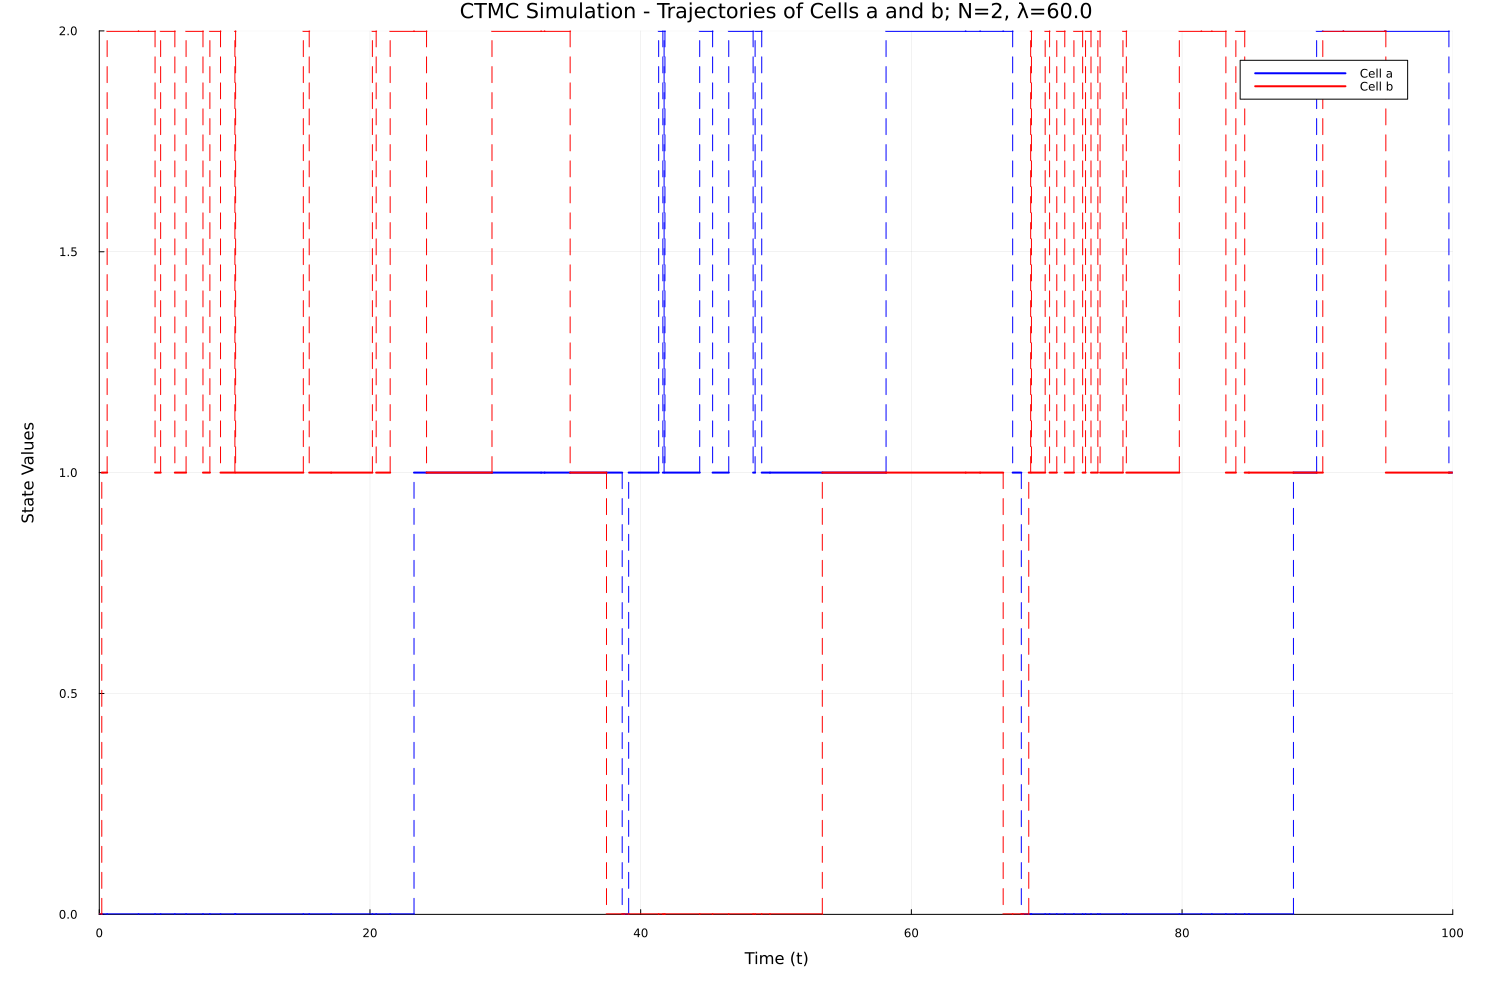 CTMC Simulation - Trajectories of Cells a and b; N=2, λ=60.0
2.0
Cell a
Cell b
1.5
State Values
1.0
0.5
0.0
0 20 40 60 80 100
Time (t)